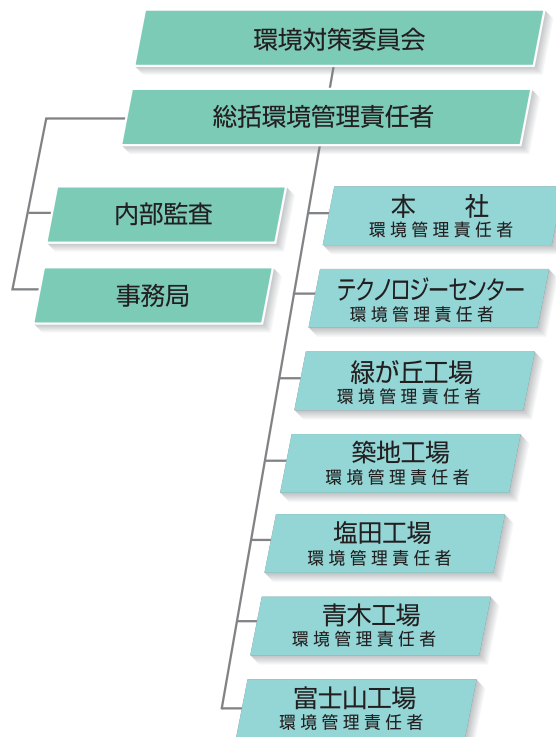 環境対策委員会
総括環境管理責任者
内部監査
事務局
本　　社
環境管理責任者
テクノロジーセンター
環境管理責任者
緑が丘工場
環境管理責任者
築地工場
環境管理責任者
塩田工場
環境管理責任者
青木工場
環境管理責任者
富士山工場
環境管理責任者